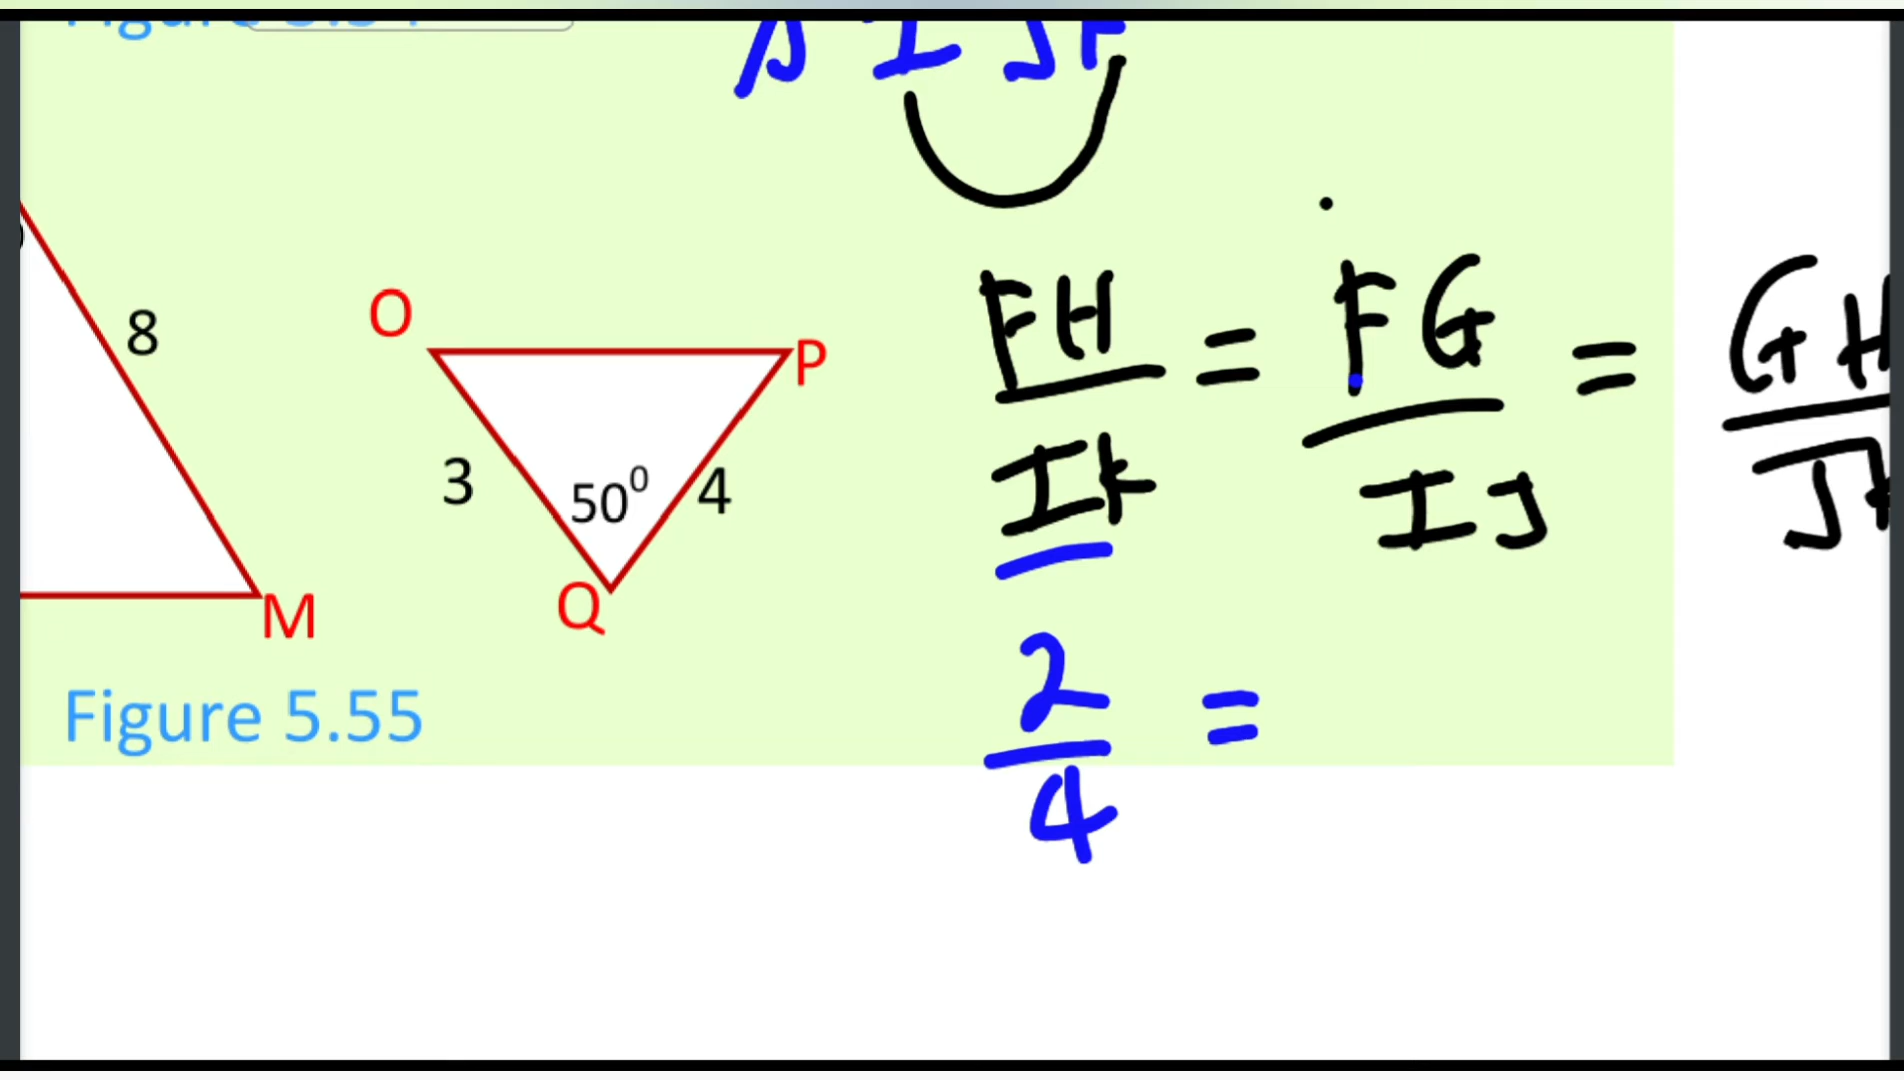 I J
8
O
P
3
50⁰
4
Q
M
Figure 5.55
FH/IK = FG/IJ = GH/JK
2/4 =